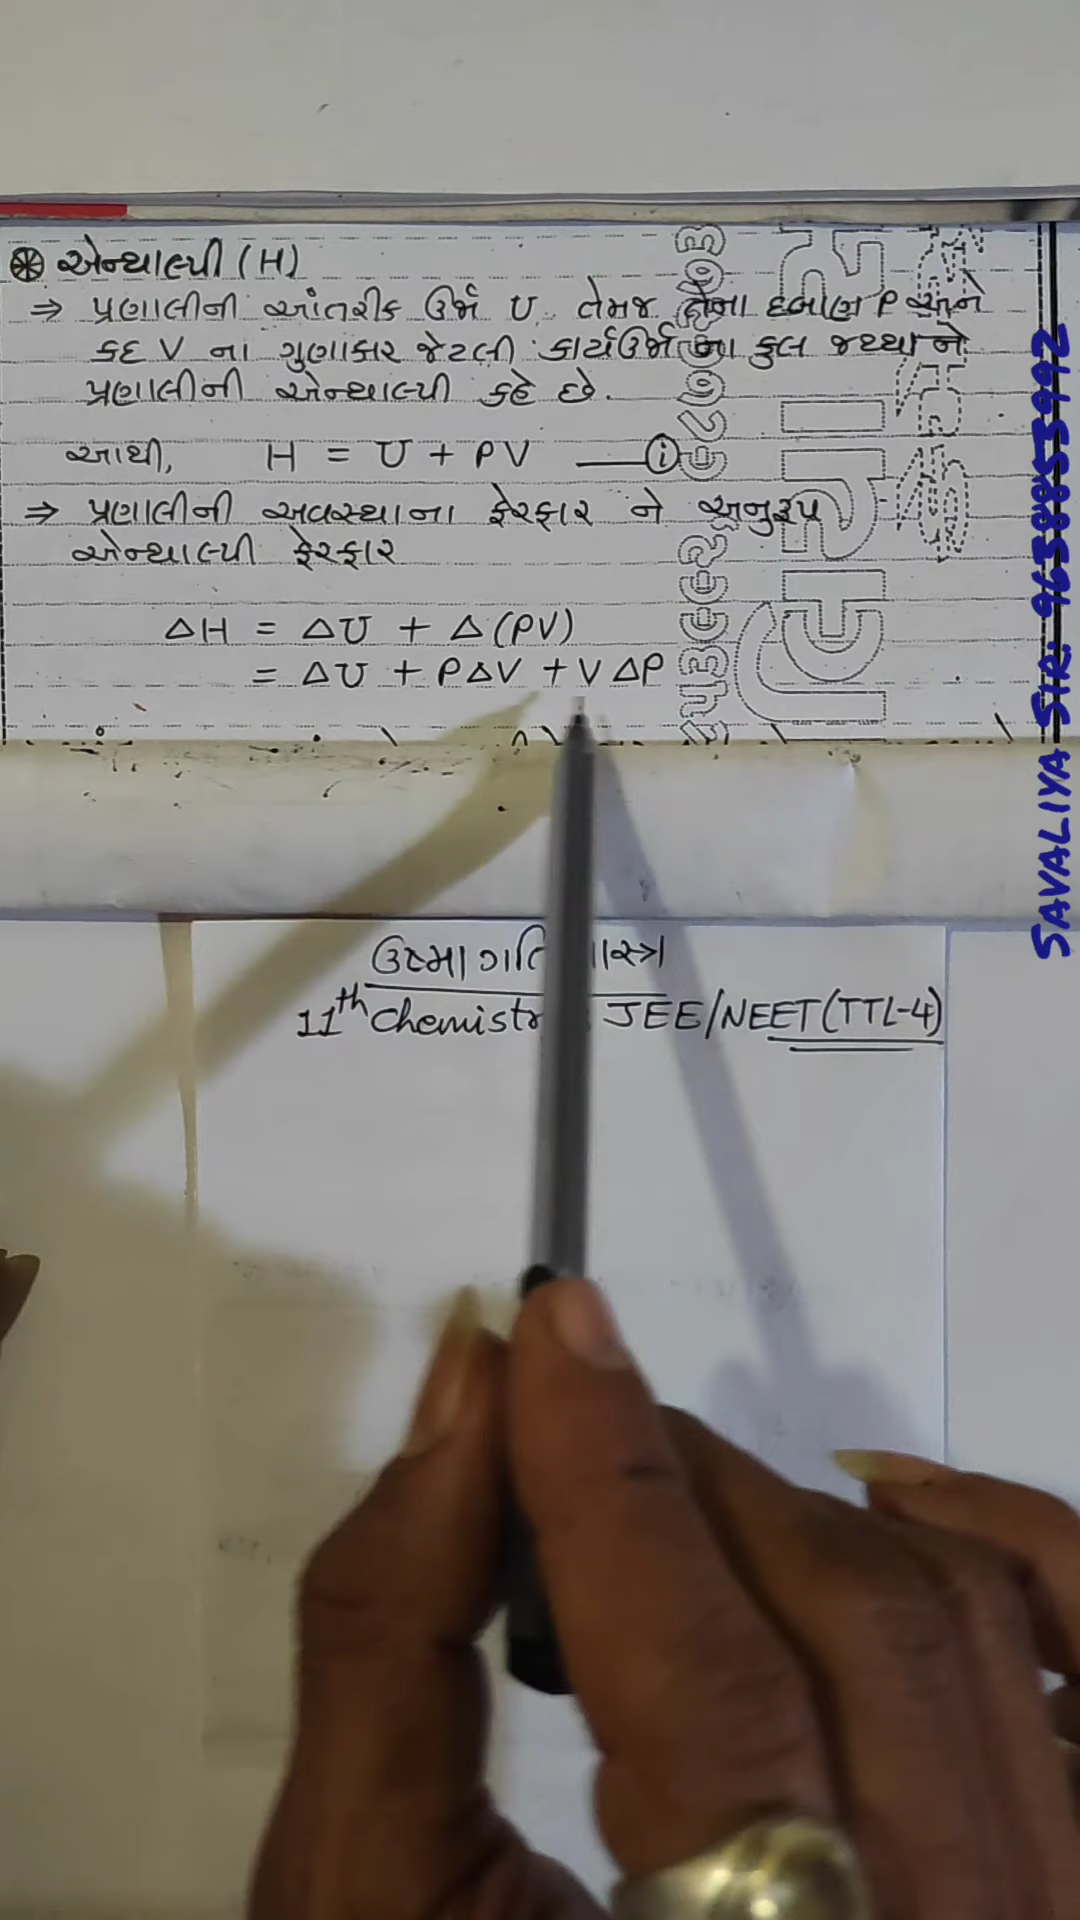 એન્થાલ્પી (H)
⇒ પ્રણાલીની આંતરીક ઉર્જા U તેમજ તેના દબાણ P અને
કદ V ના ગુણાકાર જેટલી કાર્યઉર્જા ના કુલ જથ્થા ને
પ્રણાલીની એન્થાલ્પી કહે છે.
આથી, H = U + PV —— (i)
⇒ પ્રણાલીની અવસ્થાના ફેરફાર ને અનુરૂપ
એન્થાલ્પી ફેરફાર
ΔH = ΔU + Δ(PV)
= ΔU + PΔV + VΔP
SAVALIYA SIR: 9638853992
11th Chemistr JEE/NEET(TTL-4)